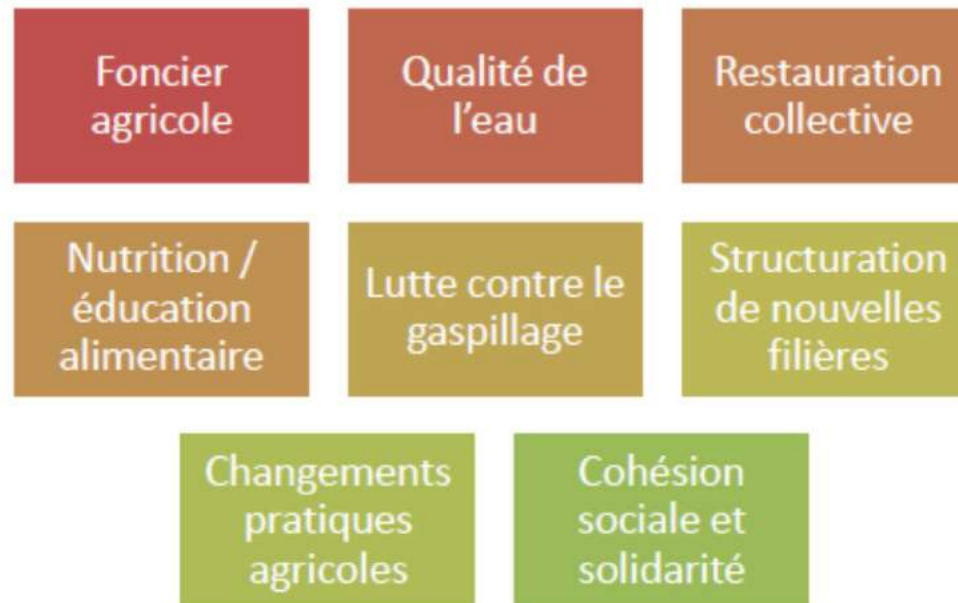 Foncier
agricole
Qualité de
l’eau
Restauration
collective
Nutrition /
éducation
alimentaire
Lutte contre le
gaspillage
Structuration
de nouvelles
filières
Changements
pratiques
agricoles
Cohésion
sociale et
solidarité